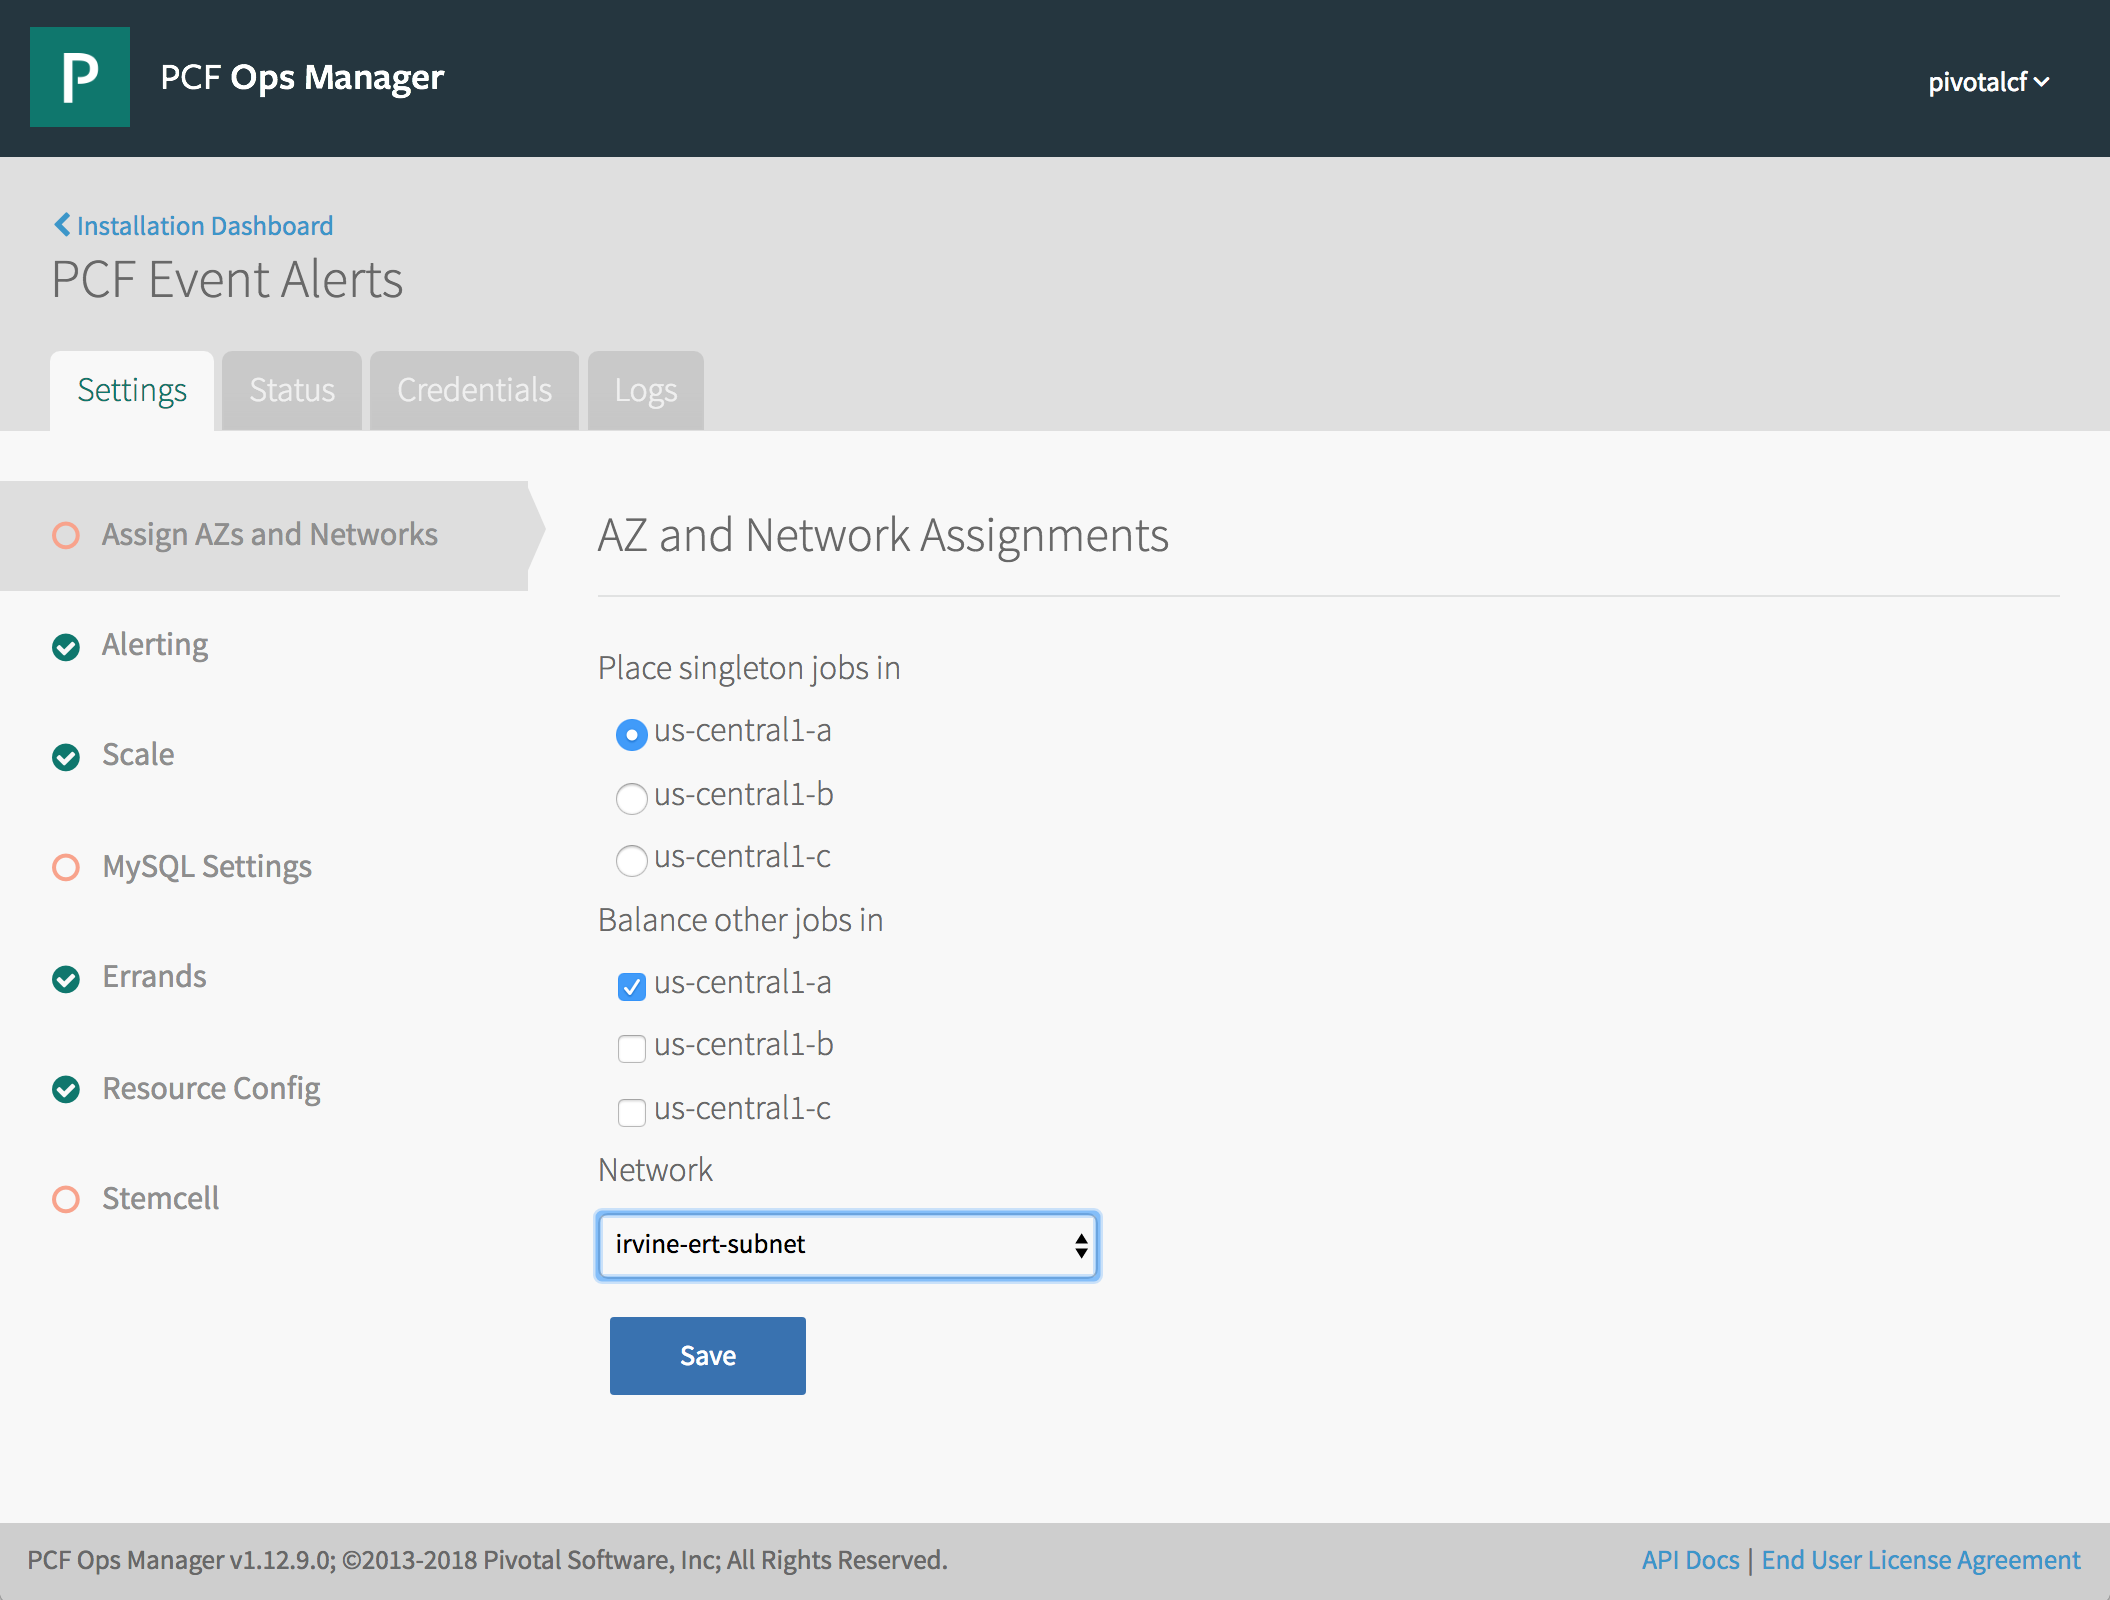 P
PCF Ops Manager
pivotalcf
Installation Dashboard
PCF Event Alerts
Settings
Status
Credentials
Logs
Assign AZs and Networks
Alerting
Scale
MySQL Settings
Errands
Resource Config
Stemcell
AZ and Network Assignments
Place singleton jobs in
us-central1-a
us-central1-b
us-central1-c
Balance other jobs in
us-central1-a
us-central1-b
us-central1-c
Network
irvine-ert-subnet
Save
PCF Ops Manager v1.12.9.0; ©2013-2018 Pivotal Software, Inc; All Rights Reserved.
API Docs | End User License Agreement